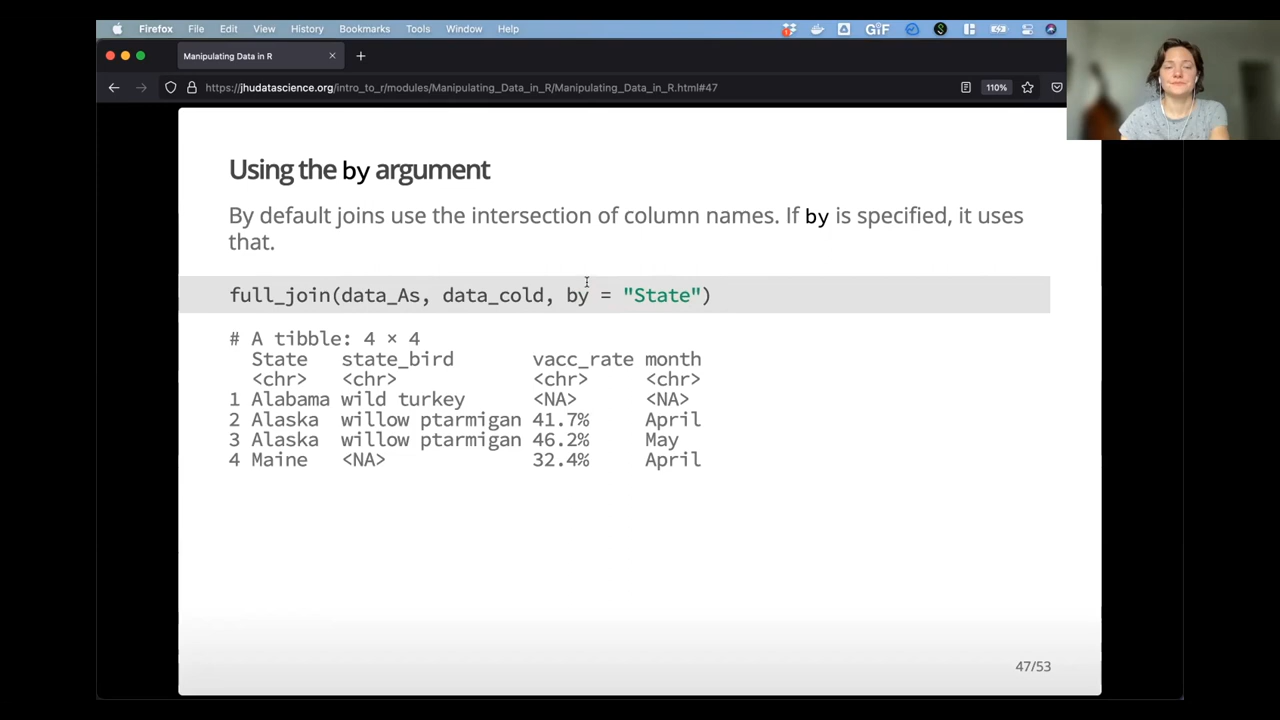 Firefox File Edit View History Bookmarks Tools Window Help
GiF
Manipulating Data in R
https://jhudatascience.org/intro_to_r/modules/Manipulating_Data_in_R/Manipulating_Data_in_R.html#47
110%
Using the by argument
By default joins use the intersection of column names. If by is specified, it uses
that.
full_join(data_As, data_cold, by = "State")
# A tibble: 4 × 4
State state_bird vacc_rate month
<chr> <chr> <chr> <chr>
1 Alabama wild turkey <NA> <NA>
2 Alaska willow ptarmigan 41.7% April
3 Alaska willow ptarmigan 46.2% May
4 Maine <NA> 32.4% April
47/53